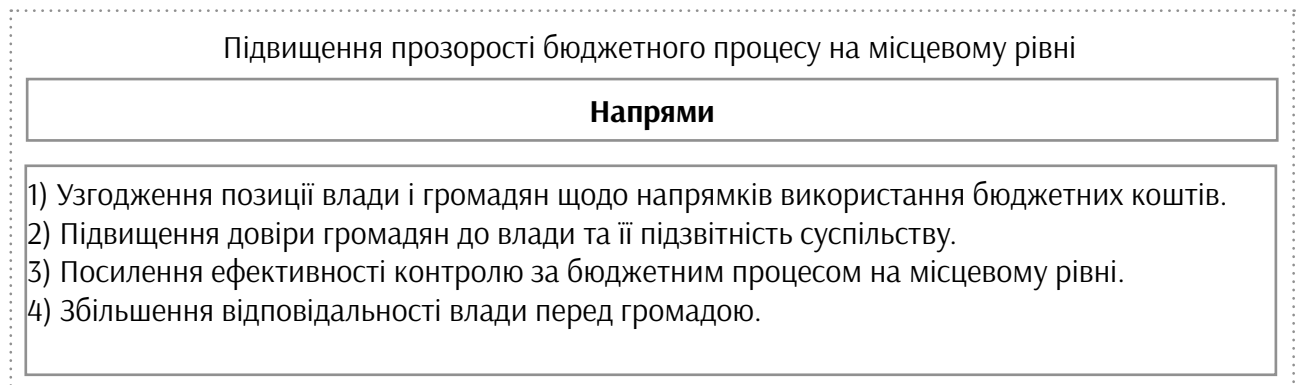 Підвищення прозорості бюджетного процесу на місцевому рівні
Напрями
1) Узгодження позиції влади і громадян щодо напрямків використання бюджетних коштів.
2) Підвищення довіри громадян до влади та її підзвітність суспільству.
3) Посилення ефективності контролю за бюджетним процесом на місцевому рівні.
4) Збільшення відповідальності влади перед громадою.